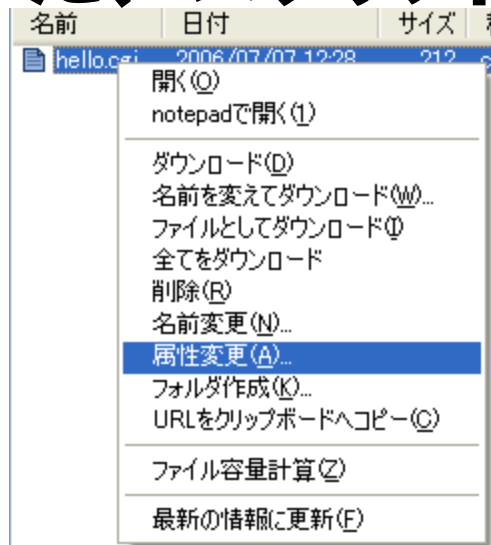 名前 日付 サイズ
hello.cgi 2006/07/07 12:28 212
開く(O)
notepadで開く(1)
ダウンロード(D)
名前を変えてダウンロード(W)...
ファイルとしてダウンロード(I)
全てをダウンロード
削除(R)
名前変更(N)...
属性変更(A)...
フォルダ作成(K)...
URLをクリップボードへコピー(C)
ファイル容量計算(Z)
最新の情報に更新(F)